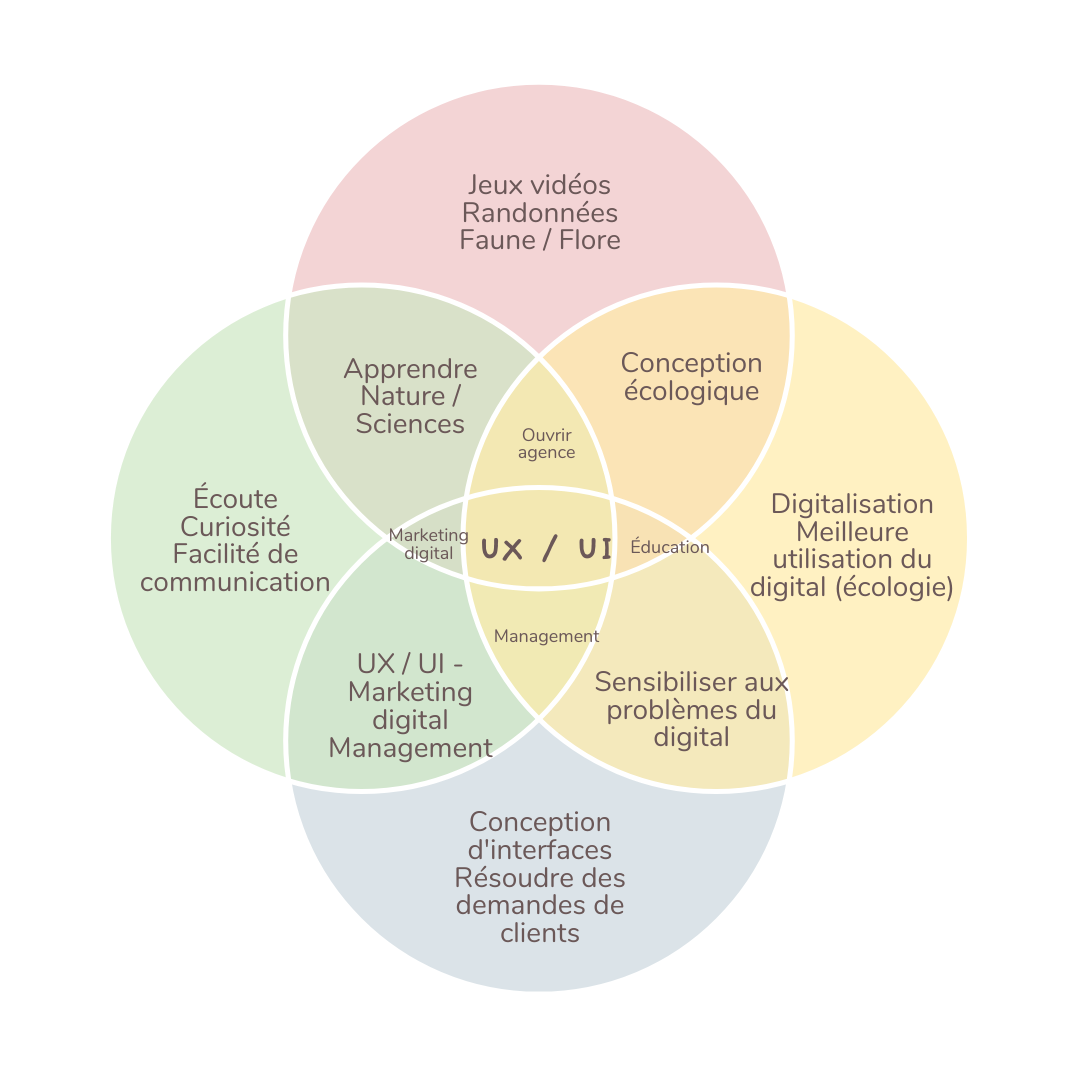 Jeux vidéos
Randonnées
Faune / Flore
Apprendre
Nature /
Sciences
Conception
écologique
Ouvrir
agence
Écoute
Curiosité
Facilité de
communication
Marketing
digital
UX / UI
Éducation
Digitalisation
Meilleure
utilisation du
digital (écologie)
Management
UX / UI -
Marketing
digital
Management
Sensibiliser aux
problèmes du
digital
Conception
d'interfaces
Résoudre des
demandes de
clients